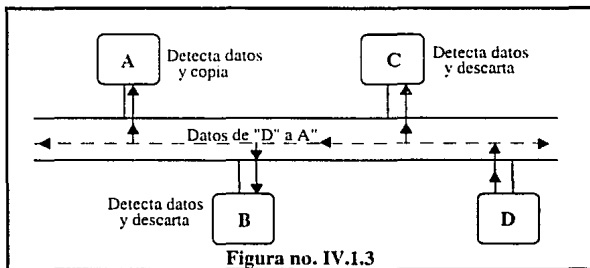 A
Detecta datos
y copia
C
Detecta datos
y descarta
Datos de "D" a A"
Detecta datos
y descarta
B
D
Figura no. IV.1.3